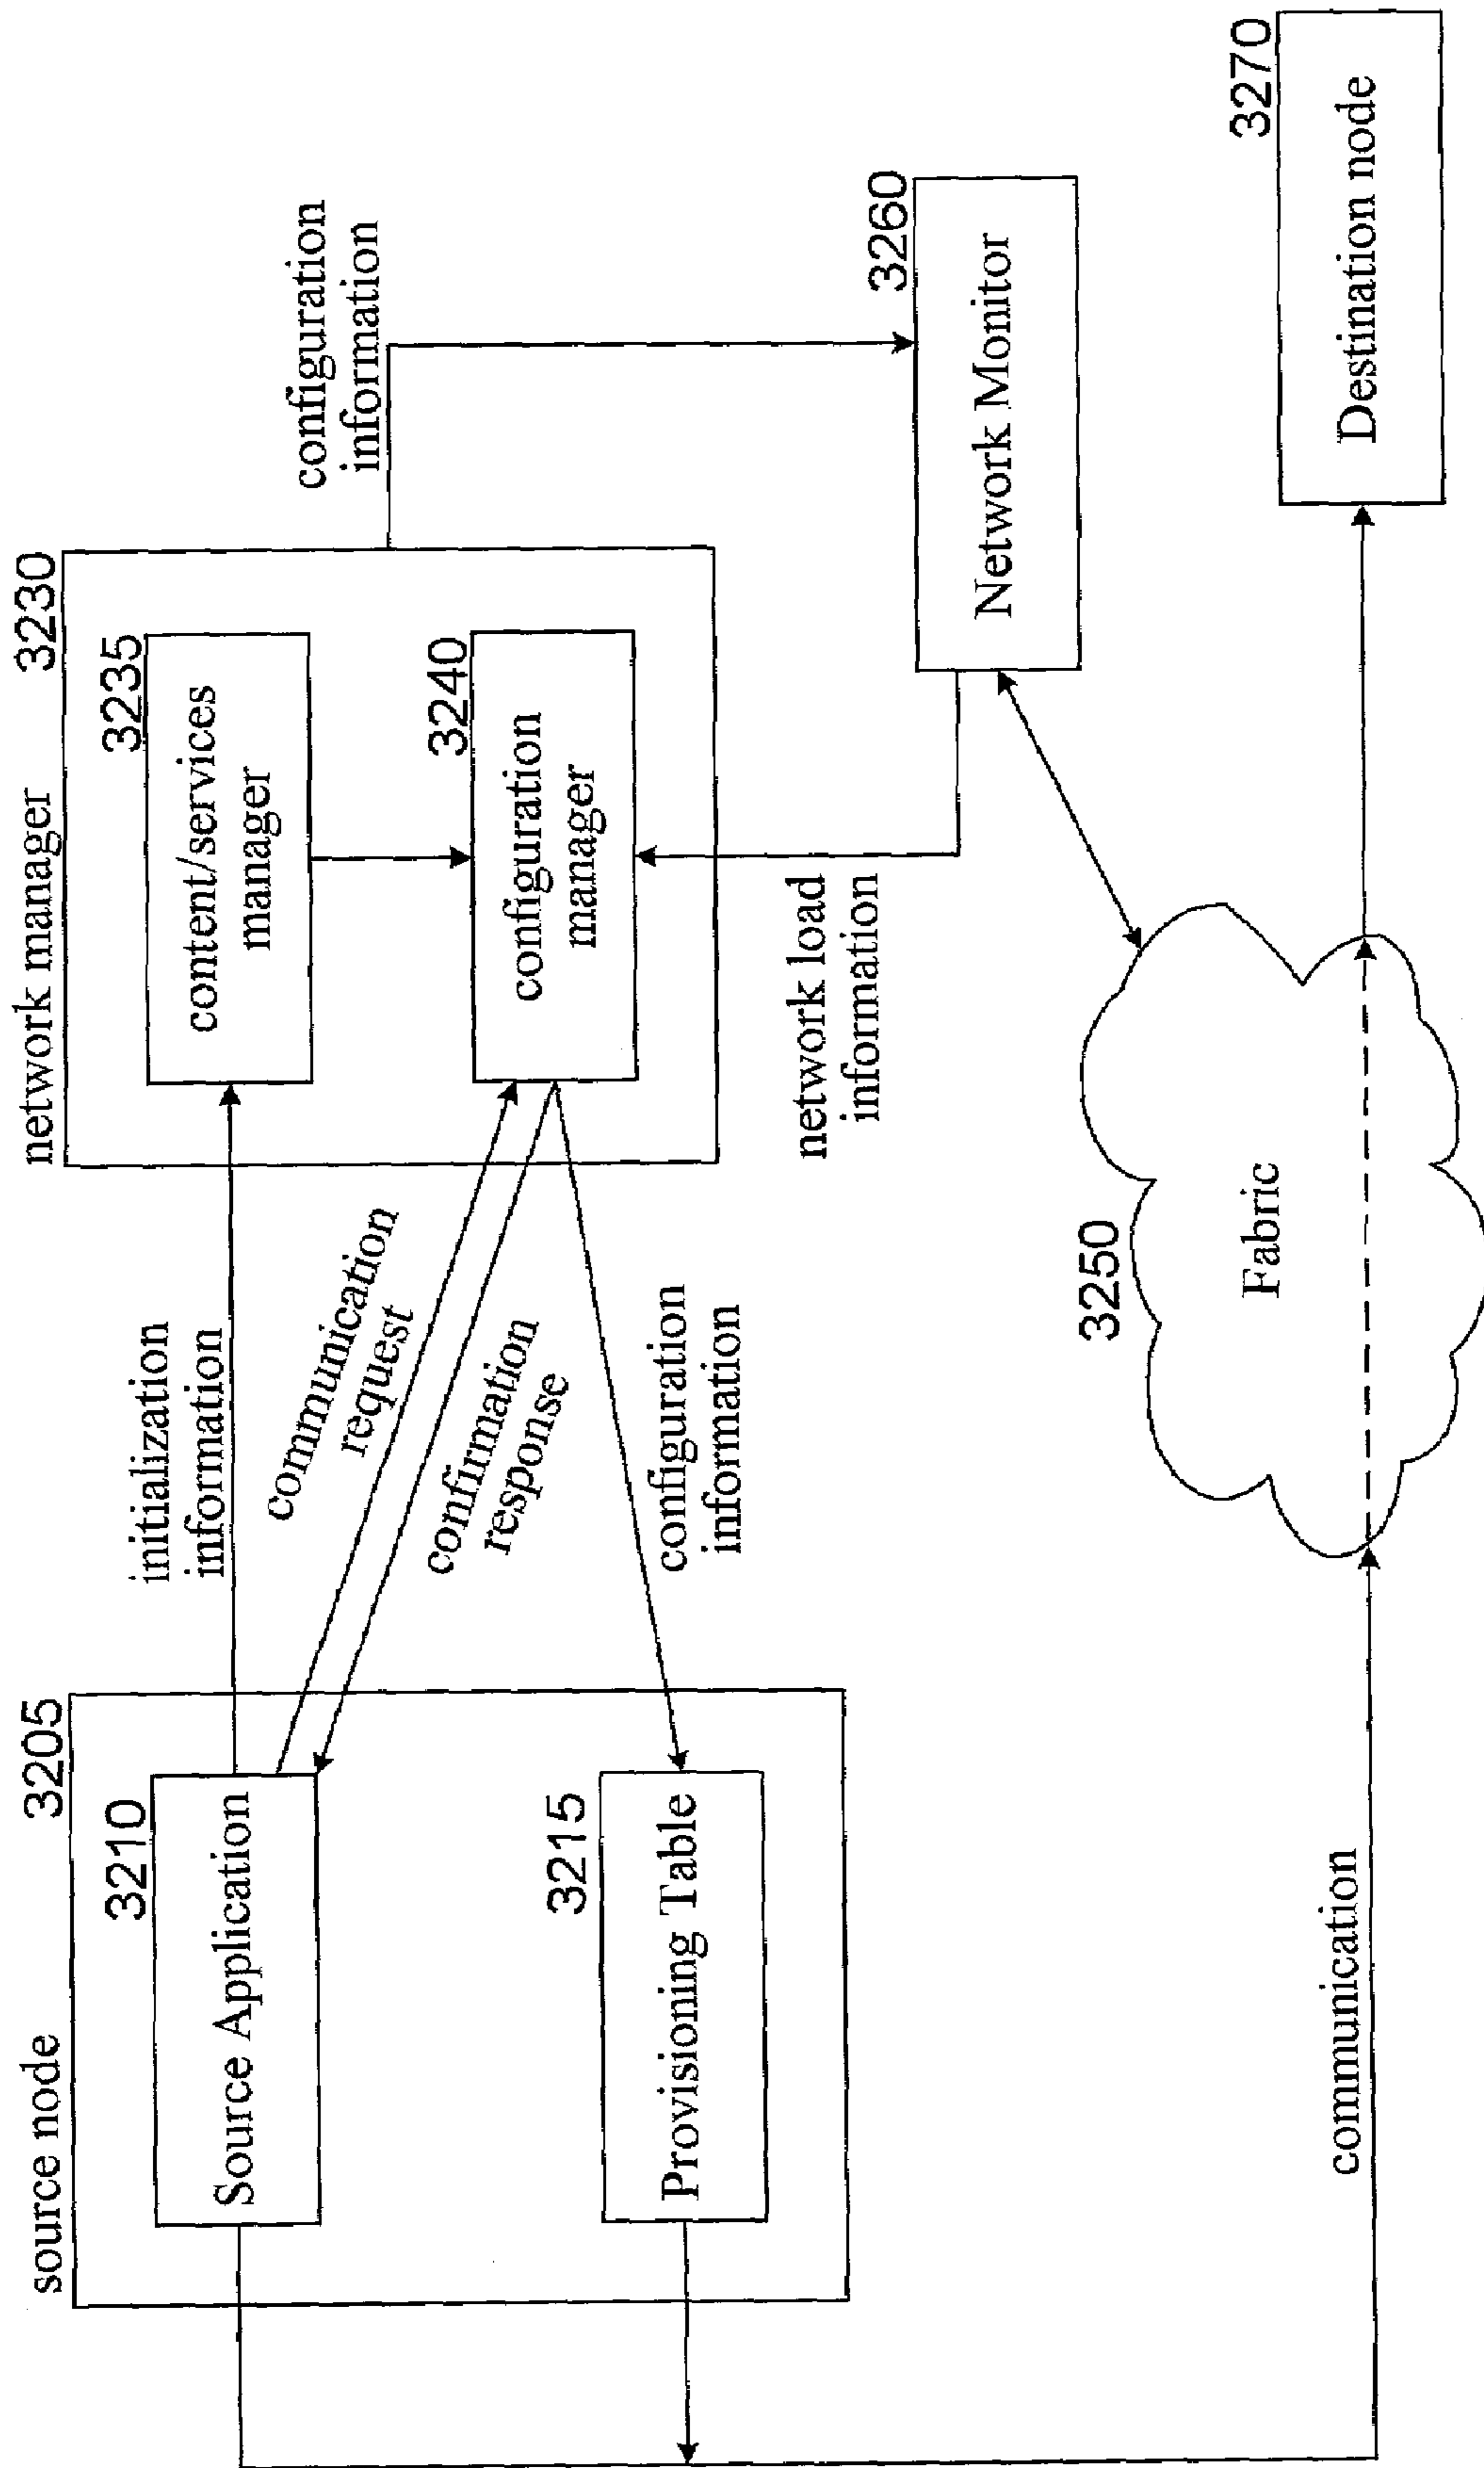 source node
3205
3210
Source Application
3215
Provisioning Table
initialization
information
communication
request
confirmation
response
configuration
information
network manager
3230
3235
content/services
manager
3240
configuration
manager
configuration
information
network load
information
3260
Network Monitor
3250
Fabric
communication
3270
Destination node